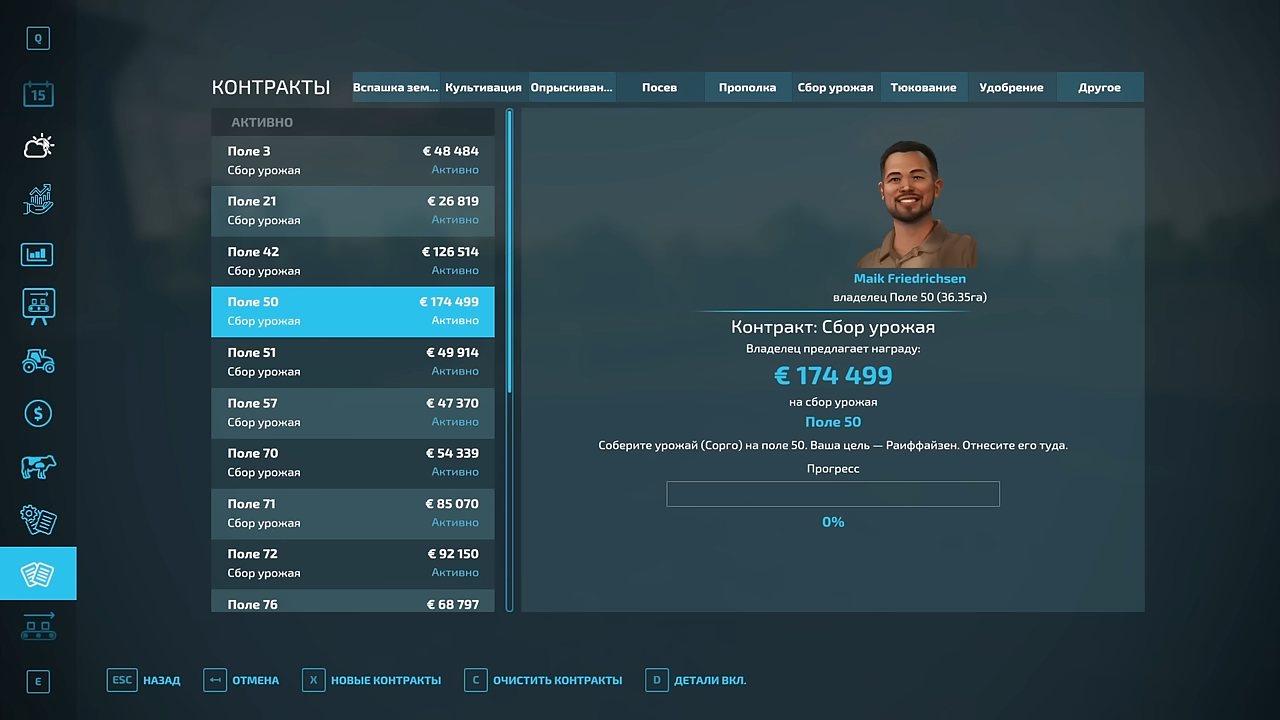 Q
15
КОНТРАКТЫ
Вспашка зем... Культивация Опрыскиван... Посев Прополка Сбор урожая Тюкование Удобрение Другое
АКТИВНО
Поле 3 € 48 484
Сбор урожая Активно
Поле 21 € 26 819
Сбор урожая Активно
Поле 42 € 126 514
Сбор урожая Активно
Поле 50 € 174 499
Сбор урожая Активно
Поле 51 € 49 914
Сбор урожая Активно
Поле 57 € 47 370
Сбор урожая Активно
Поле 70 € 54 339
Сбор урожая Активно
Поле 71 € 85 070
Сбор урожая Активно
Поле 72 € 92 150
Сбор урожая Активно
Поле 76 € 68 797
Maik Friedrichsen
владелец Поле 50 (36.35га)
Контракт: Сбор урожая
Владелец предлагает награду:
€ 174 499
на сбор урожая
Поле 50
Соберите урожай (Сорго) на поле 50. Ваша цель — Раиффайзен. Отнесите его туда.
Прогресс
0%
E
ESC НАЗАД ОТМЕНА X НОВЫЕ КОНТРАКТЫ C ОЧИСТИТЬ КОНТРАКТЫ D ДЕТАЛИ ВКЛ.